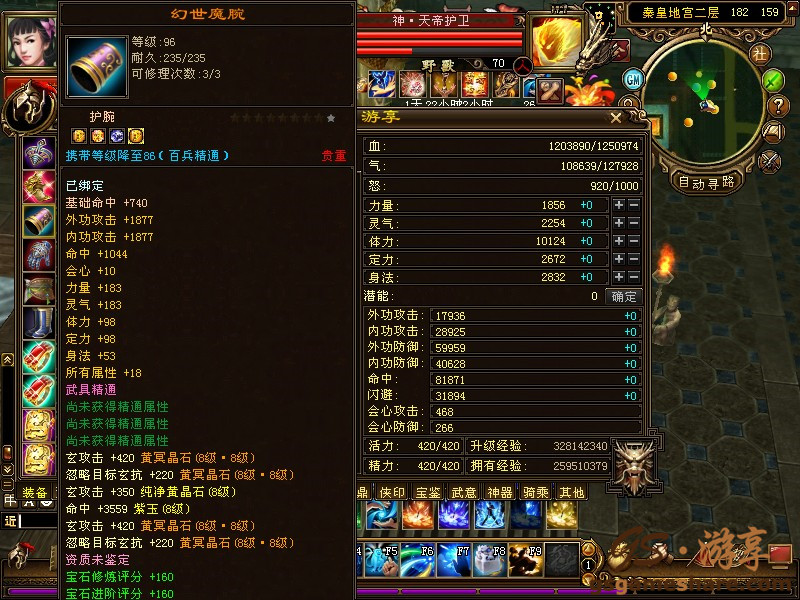 幻世魔腕
等级:96
耐久:235/235
可修理次数:3/3
护腕
携带等级降至86（百兵精通）
贵重
已绑定
基础命中 +740
外功攻击 +1877
内功攻击 +1877
命中 +1044
会心 +10
力量 +183
灵气 +183
体力 +98
定力 +98
身法 +53
所有属性 +18
武具精通
尚未获得精通属性
尚未获得精通属性
尚未获得精通属性
玄攻击 +420 黄冥晶石(8级·8级)
忽略目标玄抗 +220 黄冥晶石(8级·8级)
玄攻击 +350 纯净黄晶石(8级)
命中 +3559 紫玉(8级)
玄攻击 +420 黄冥晶石(8级·8级)
忽略目标玄抗 +220 黄冥晶石(8级·8级)
资质未鉴定
宝石修炼评分 +160
宝石进阶评分 +160
装备
近
神·天帝护卫
野兽
70
1天22小时2小时
26
秦皇地宫二层 182 159
北
社
GM
自动寻路
游享
血: 1203890/1250974
气: 108639/127928
怒: 920/1000
力量: 1856 +0
灵气: 2254 +0
体力: 10124 +0
定力: 2672 +0
身法: 2832 +0
潜能: 0 确定
外功攻击: 17936 +0
内功攻击: 28925 +0
外功防御: 59959 +0
内功防御: 40628 +0
命中: 81871 +0
闪避: 31894 +0
会心攻击: 468
会心防御: 266
活力: 420/420 升级经验: 328142340
精力: 420/420 拥有经验: 259510379
鼎 侠印 宝鉴 武意 神器 骑乘 其他
F5 F6 F7 F8 F9
1
游享